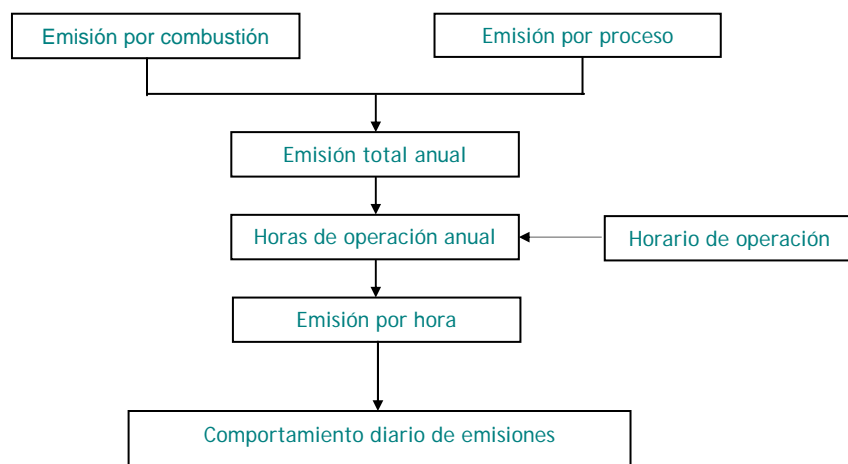 Emisión por combustión
Emisión por proceso
Emisión total anual
Horas de operación anual
Horario de operación
Emisión por hora
Comportamiento diario de emisiones